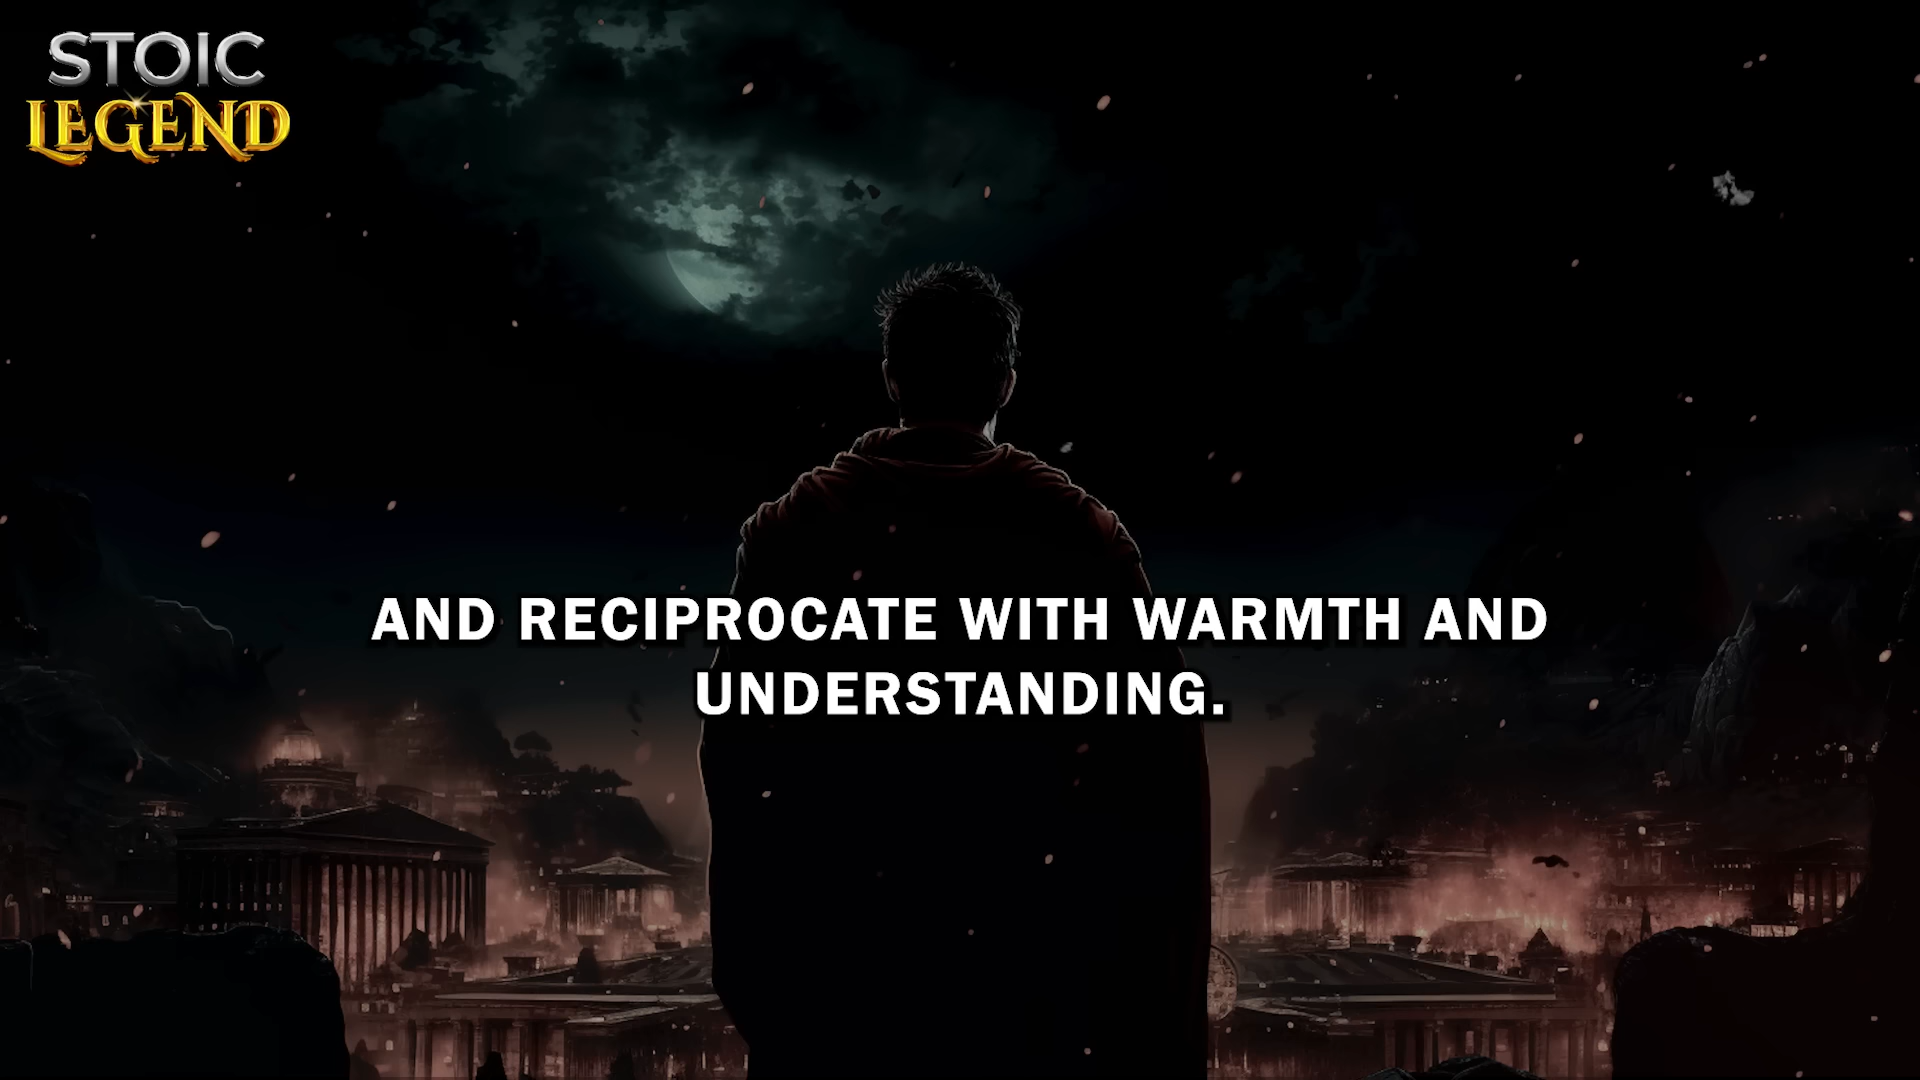 STOIC
LEGEND
AND RECIPROCATE WITH WARMTH AND
UNDERSTANDING.